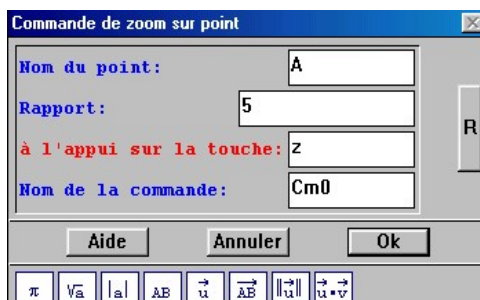 Commande de zoom sur point
Nom du point: A
Rapport: 5
à l'appui sur la touche: z
Nom de la commande: Cm0
R
Aide Annuler Ok
π √a |a| AB u⃗ AB⃗ ||u⃗|| u⃗•v⃗